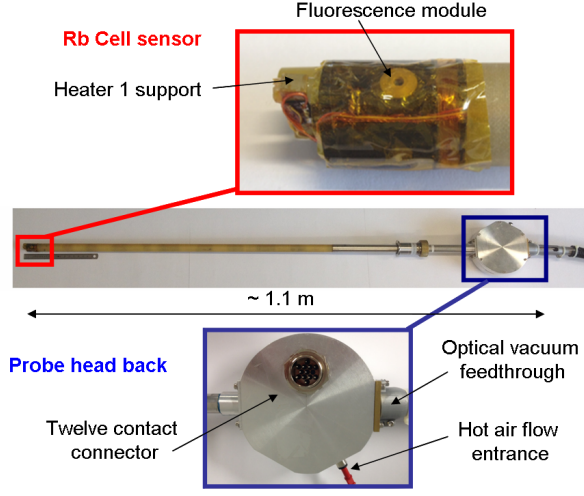 Fluorescence module
Rb Cell sensor
Heater 1 support
~ 1.1 m
Probe head back
Optical vacuum
feedthrough
Twelve contact
connector
Hot air flow
entrance